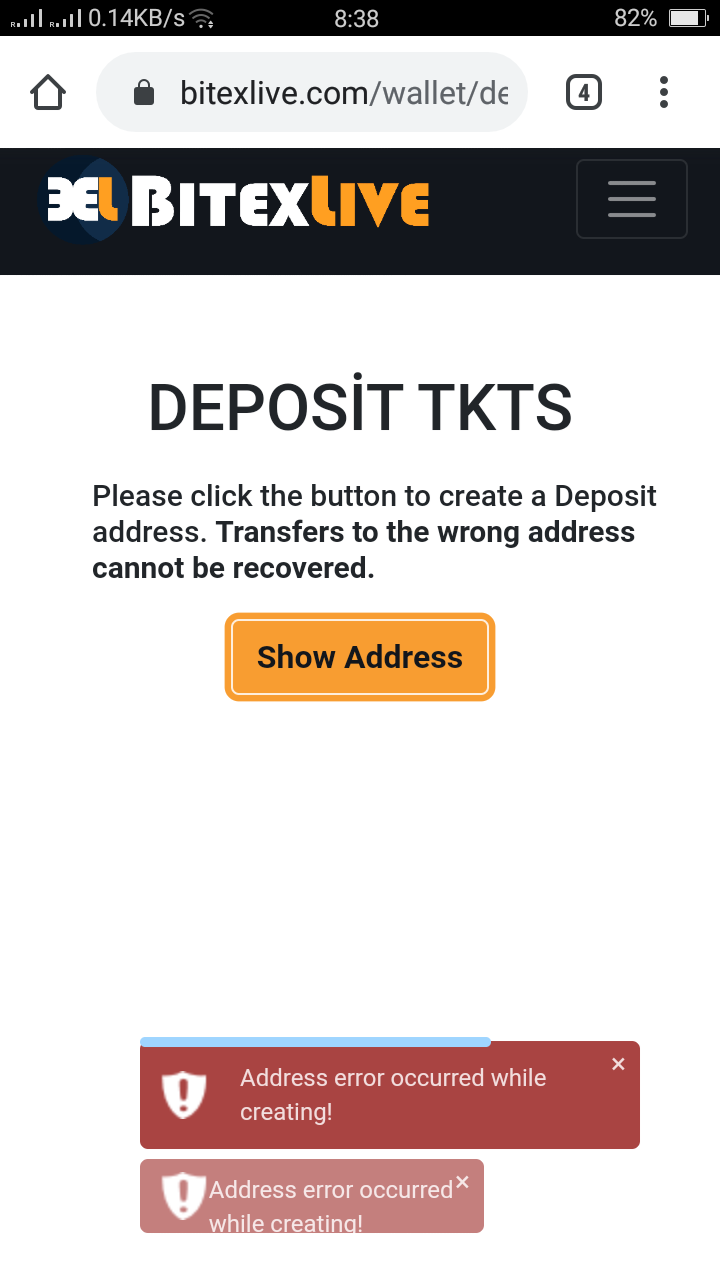 R R 0.14KB/s 8:38 82%
bitexlive.com/wallet/de 4
BEL BITEXLIVE
DEPOSİT TKTS
Please click the button to create a Deposit
address. Transfers to the wrong address
cannot be recovered.
Show Address
Address error occurred while ×
creating!
Address error occurred ×
while creating!